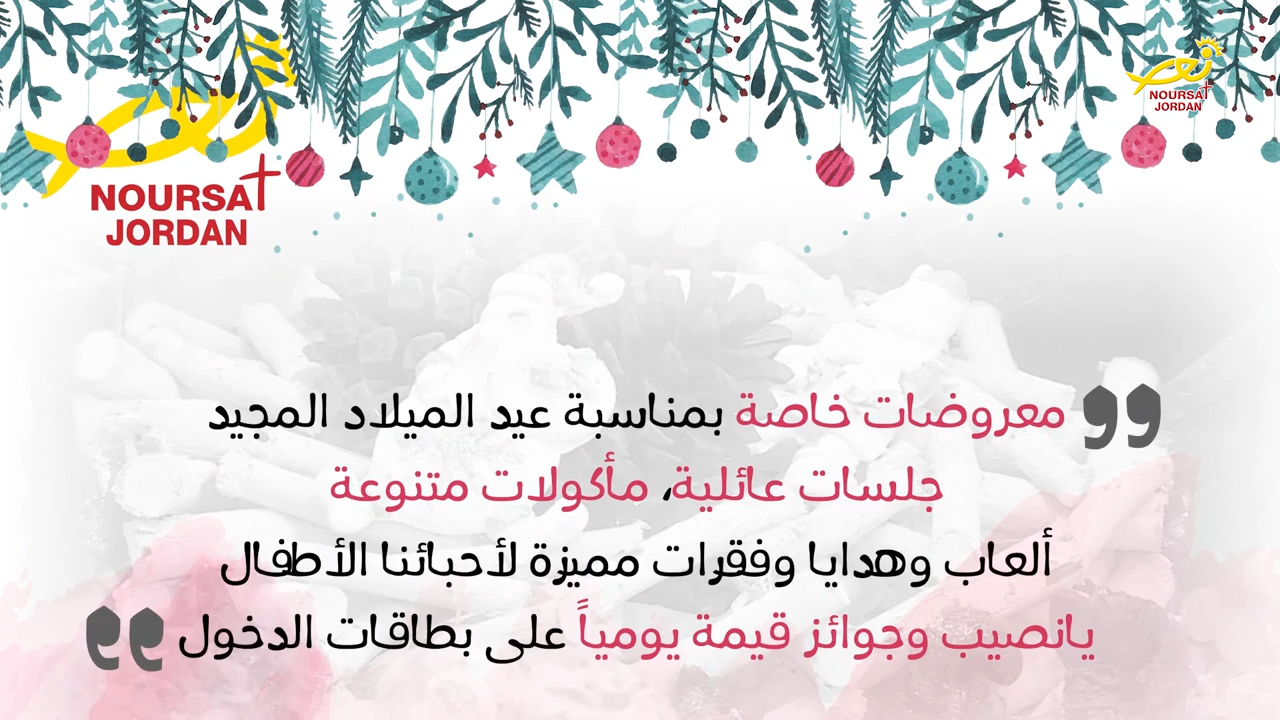 نورسات
NOURSAT
JORDAN
NOURSAT
JORDAN
معروضات خاصة بمناسبة عيد الميلاد المجيد
جلسات عائلية، مأكولات متنوعة
ألعاب وهدايا وفقرات مميزة لأحبائنا الأطفال
يانصيب وجوائز قيمة يومياً على بطاقات الدخول